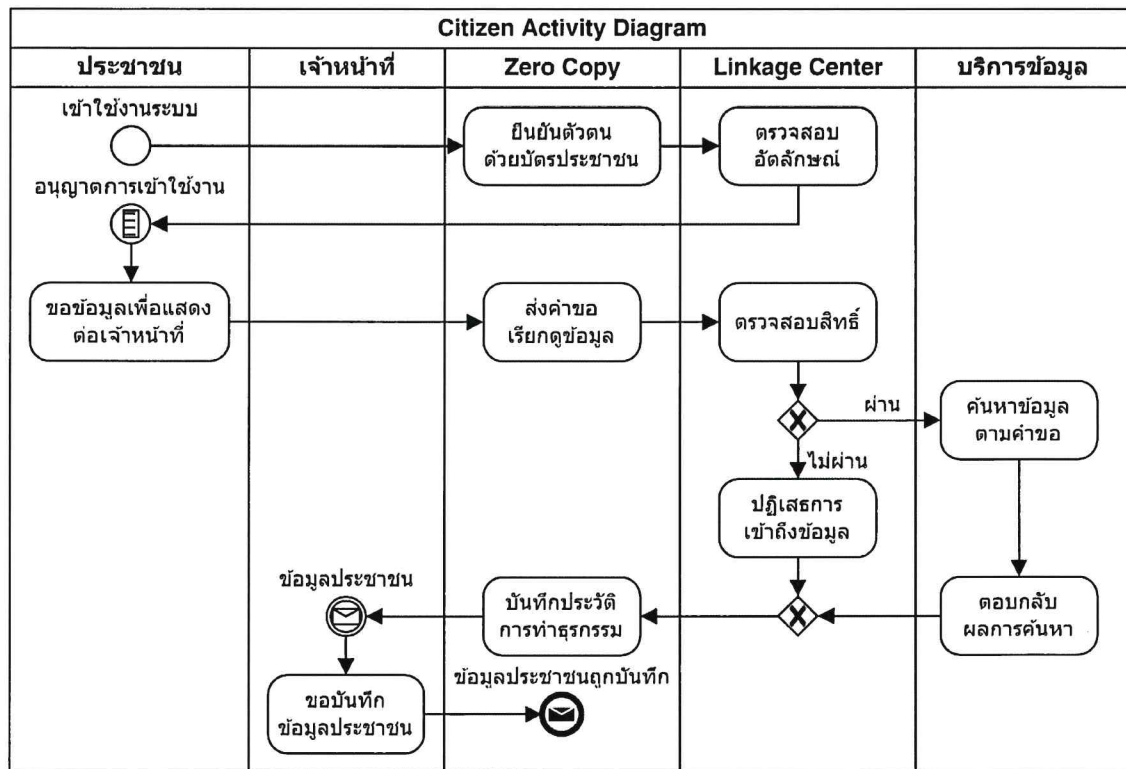 Citizen Activity Diagram
ประชาชน
เจ้าหน้าที่
Zero Copy
Linkage Center
บริการข้อมูล
เข้าใช้งานระบบ
ยืนยันตัวตน
ด้วยบัตรประชาชน
ตรวจสอบ
อัตลักษณ์
อนุญาตการเข้าใช้งาน
ขอข้อมูลเพื่อแสดง
ต่อเจ้าหน้าที่
ส่งคำขอ
เรียกดูข้อมูล
ตรวจสอบสิทธิ์
ผ่าน
ค้นหาข้อมูล
ตามคำขอ
ไม่ผ่าน
ปฏิเสธการ
เข้าถึงข้อมูล
ข้อมูลประชาชน
บันทึกประวัติ
การทำธุรกรรม
ตอบกลับ
ผลการค้นหา
ข้อมูลประชาชนถูกบันทึก
ขอบันทึก
ข้อมูลประชาชน